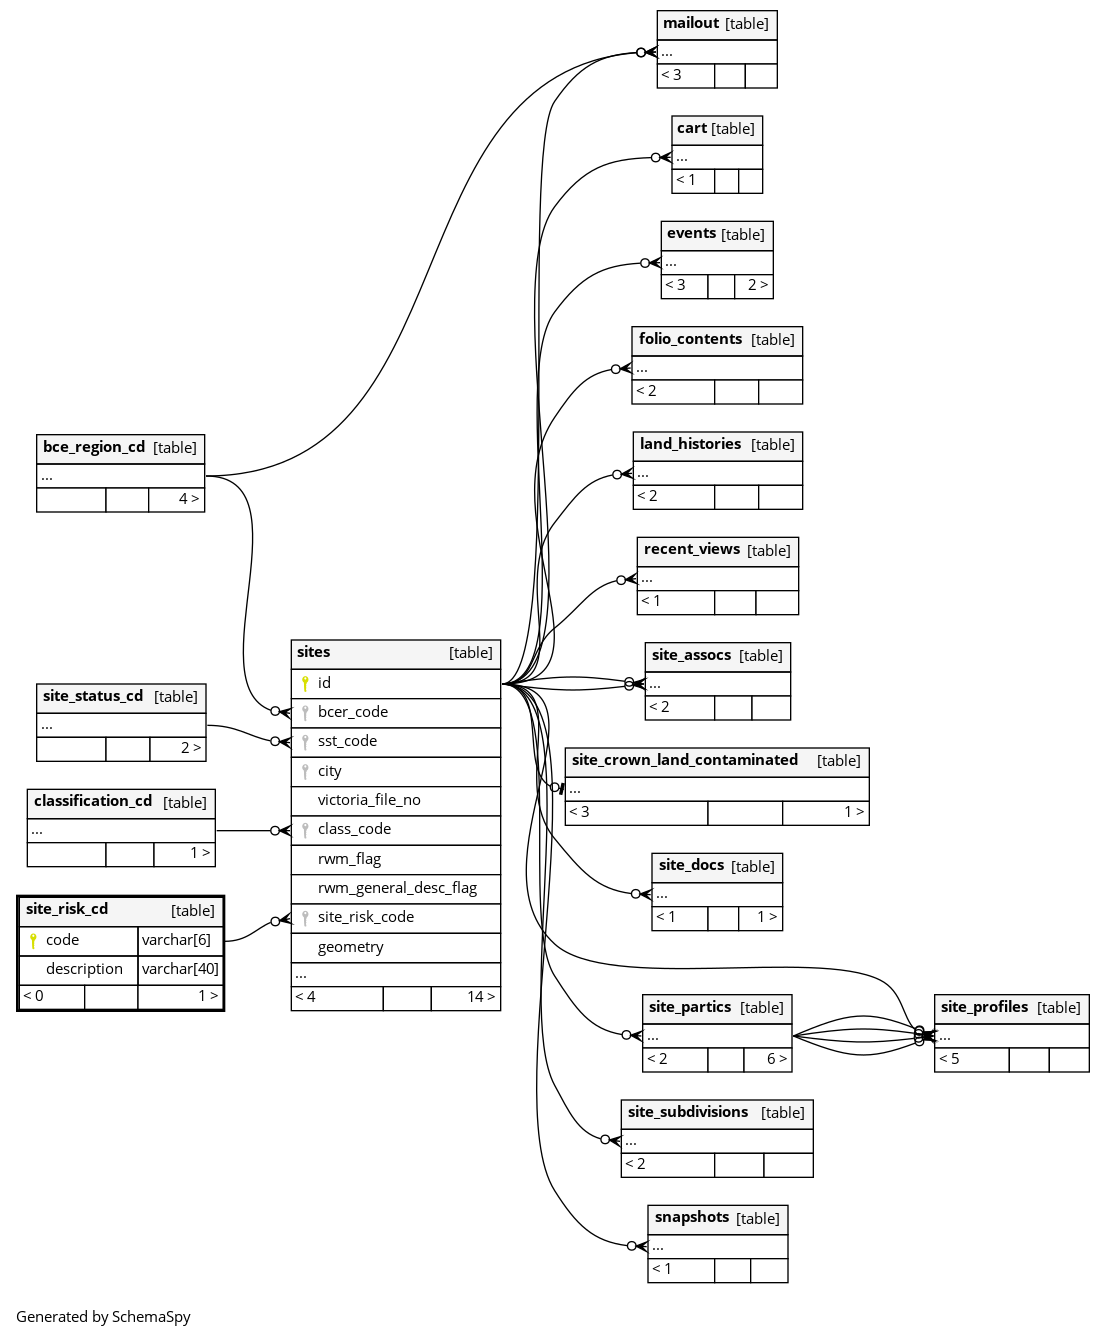 mailout [table]
...
< 3
cart [table]
...
< 1
events [table]
...
< 3 2 >
folio_contents [table]
...
< 2
land_histories [table]
...
< 2
bce_region_cd [table]
...
4 >
recent_views [table]
...
< 1
sites [table]
id
bcer_code
sst_code
city
victoria_file_no
class_code
rwm_flag
rwm_general_desc_flag
site_risk_code
geometry
...
< 4 14 >
site_assocs [table]
...
< 2
site_status_cd [table]
...
2 >
site_crown_land_contaminated [table]
...
< 3 1 >
classification_cd [table]
...
1 >
site_docs [table]
...
< 1 1 >
site_risk_cd [table]
code varchar[6]
description varchar[40]
< 0 1 >
site_partics [table]
...
< 2 6 >
site_profiles [table]
...
< 5
site_subdivisions [table]
...
< 2
snapshots [table]
...
< 1
Generated by SchemaSpy